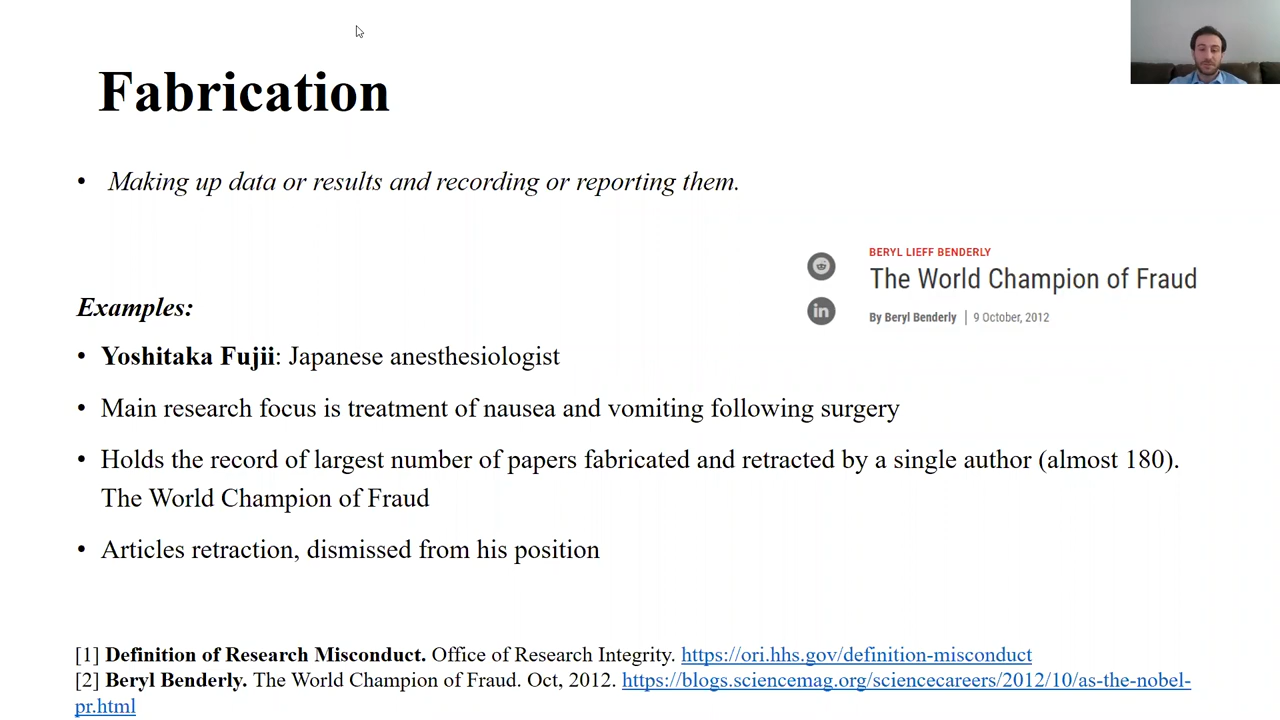 Fabrication
• Making up data or results and recording or reporting them.
BERYL LIEFF BENDERLY
The World Champion of Fraud
By Beryl Benderly | 9 October, 2012
in
Examples:
• Yoshitaka Fujii: Japanese anesthesiologist
• Main research focus is treatment of nausea and vomiting following surgery
• Holds the record of largest number of papers fabricated and retracted by a single author (almost 180).
The World Champion of Fraud
• Articles retraction, dismissed from his position
[1] Definition of Research Misconduct. Office of Research Integrity. https://ori.hhs.gov/definition-misconduct
[2] Beryl Benderly. The World Champion of Fraud. Oct, 2012. https://blogs.sciencemag.org/sciencecareers/2012/10/as-the-nobel-
pr.html